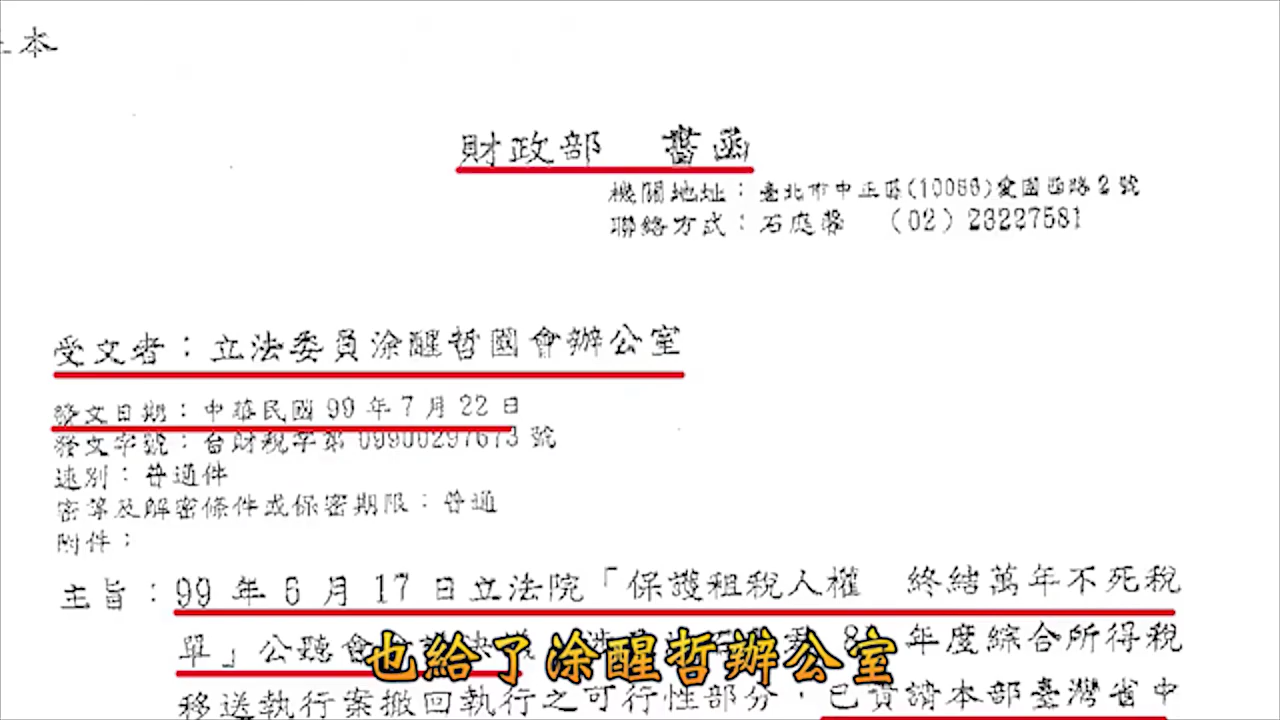 本
財政部 書函
機關地址：臺北市中正區(10066)愛國西路2號
聯絡方式：石庭 (02)23227581
受文者：立法委員涂醒哲國會辦公室
發文日期：中華民國99年7月22日
發文字號：台財稅字第09900297673號
速別：普通件
密等及解密條件或保密期限：普通
附件：
主旨：99年6月17日立法院「保護租稅人權 終結萬年不死稅
單」公聽會 年度綜合所得稅
也給了涂醒哲辦公室
移送執行案撤回執行之可行性部分，已責請本部臺灣省中